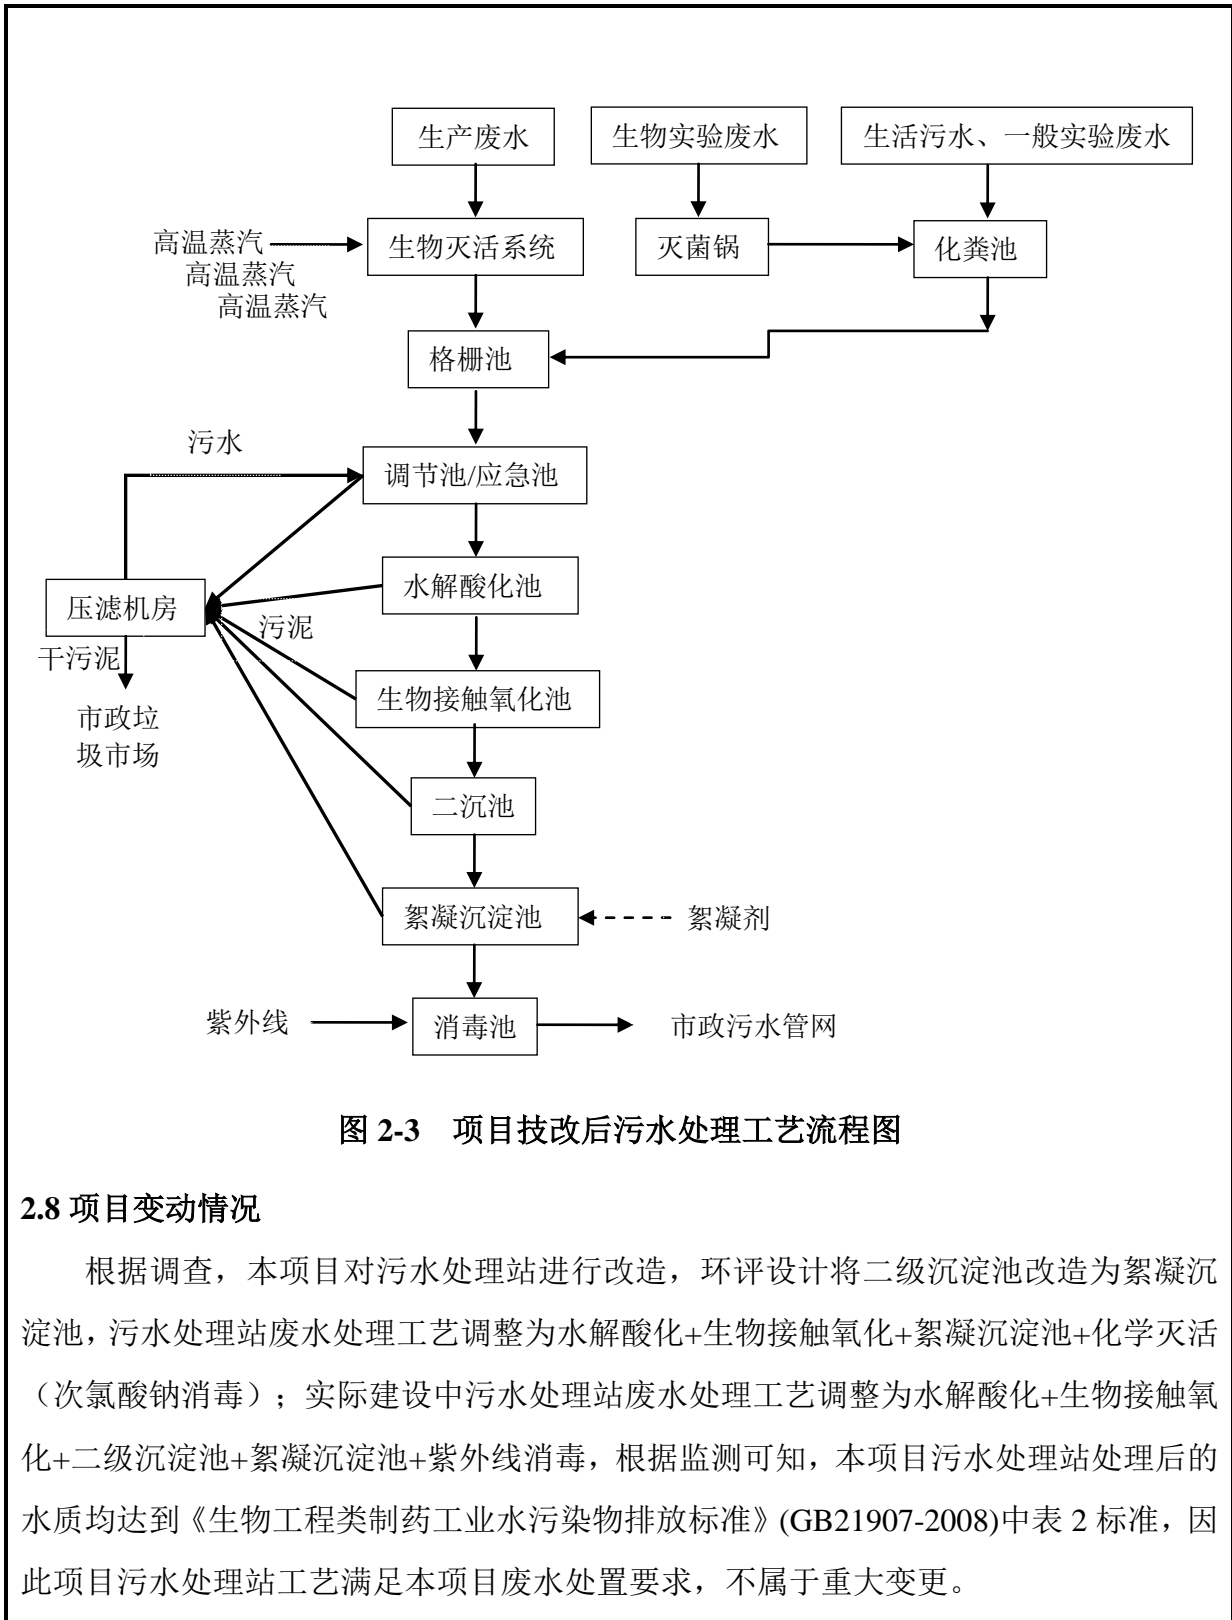 生产废水
生物实验废水
生活污水、一般实验废水
高温蒸汽
高温蒸汽
高温蒸汽
生物灭活系统
灭菌锅
化粪池
格栅池
污水
调节池/应急池
水解酸化池
压滤机房
污泥
干污泥
生物接触氧化池
市政垃
圾市场
二沉池
絮凝沉淀池
絮凝剂
紫外线
消毒池
市政污水管网
图 2-3 项目技改后污水处理工艺流程图
2.8 项目变动情况
根据调查，本项目对污水处理站进行改造，环评设计将二级沉淀池改造为絮凝沉
淀池，污水处理站废水处理工艺调整为水解酸化+生物接触氧化+絮凝沉淀池+化学灭活
（次氯酸钠消毒）；实际建设中污水处理站废水处理工艺调整为水解酸化+生物接触氧
化+二级沉淀池+絮凝沉淀池+紫外线消毒，根据监测可知，本项目污水处理站处理后的
水质均达到《生物工程类制药工业水污染物排放标准》(GB21907-2008)中表 2 标准，因
此项目污水处理站工艺满足本项目废水处置要求，不属于重大变更。